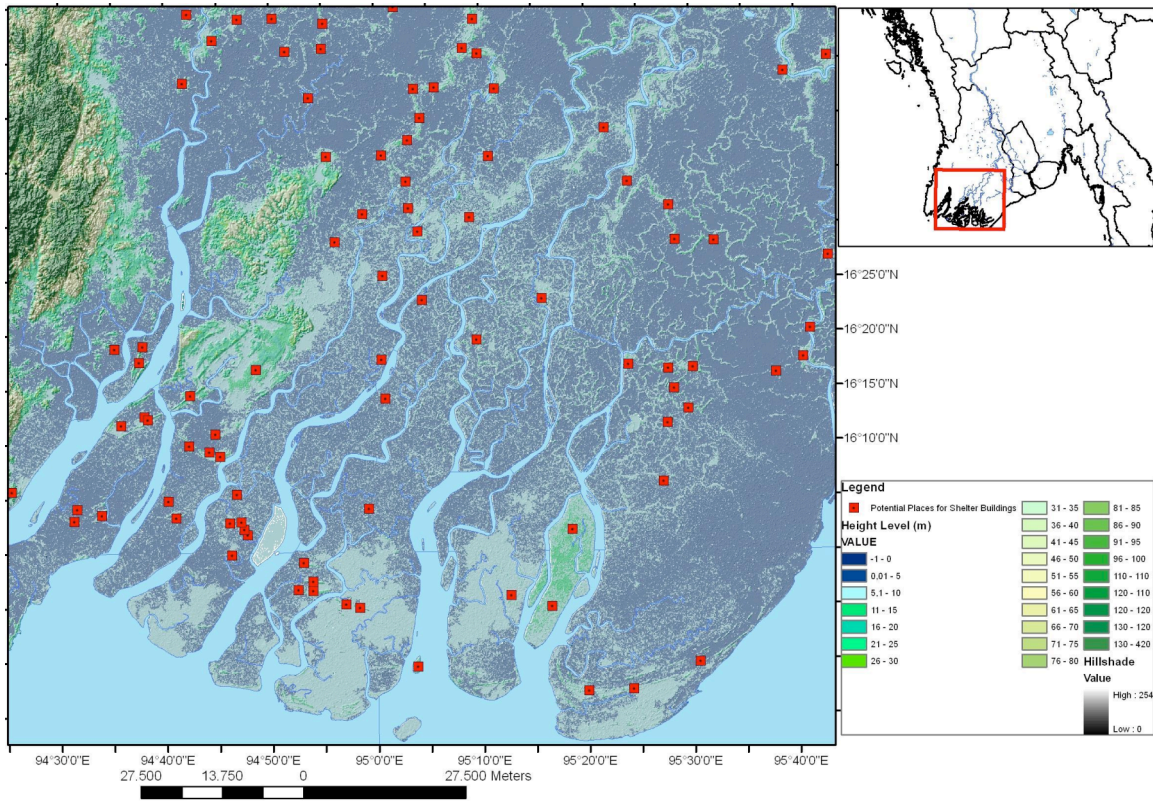 16°25'0"N
16°20'0"N
16°15'0"N
16°10'0"N
Legend
Potential Places for Shelter Buildings
Height Level (m)
VALUE
-1 - 0
0,01 - 5
5,1 - 10
11 - 15
16 - 20
21 - 25
26 - 30
31 - 35
36 - 40
41 - 45
46 - 50
51 - 55
56 - 60
61 - 65
66 - 70
71 - 75
76 - 80
81 - 85
86 - 90
91 - 95
96 - 100
110 - 110
120 - 110
120 - 120
130 - 120
130 - 420
Hillshade
Value
High : 254
Low : 0
94°30'0"E 94°40'0"E 94°50'0"E 95°0'0"E 95°10'0"E 95°20'0"E 95°30'0"E 95°40'0"E
27.500 13.750 0 27.500 Meters